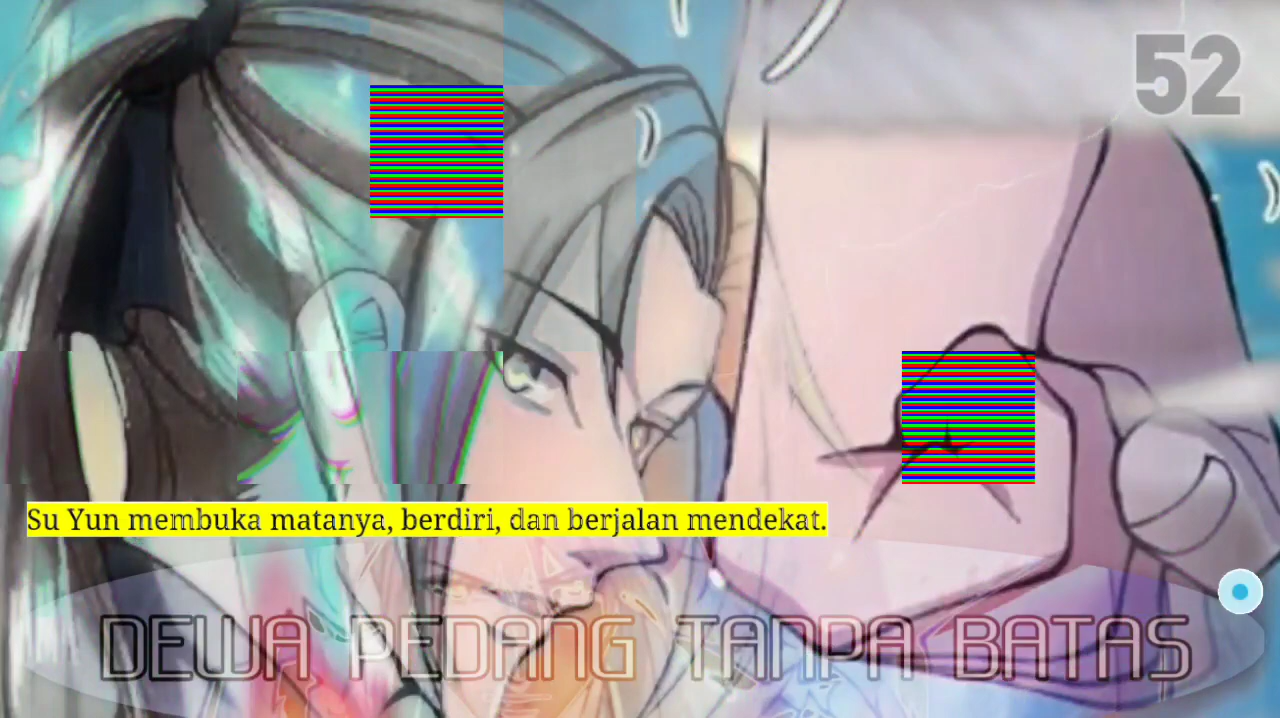 52
Su Yun membuka matanya, berdiri, dan berjalan mendekat.
DEWA PEDANG TANPA BATAS